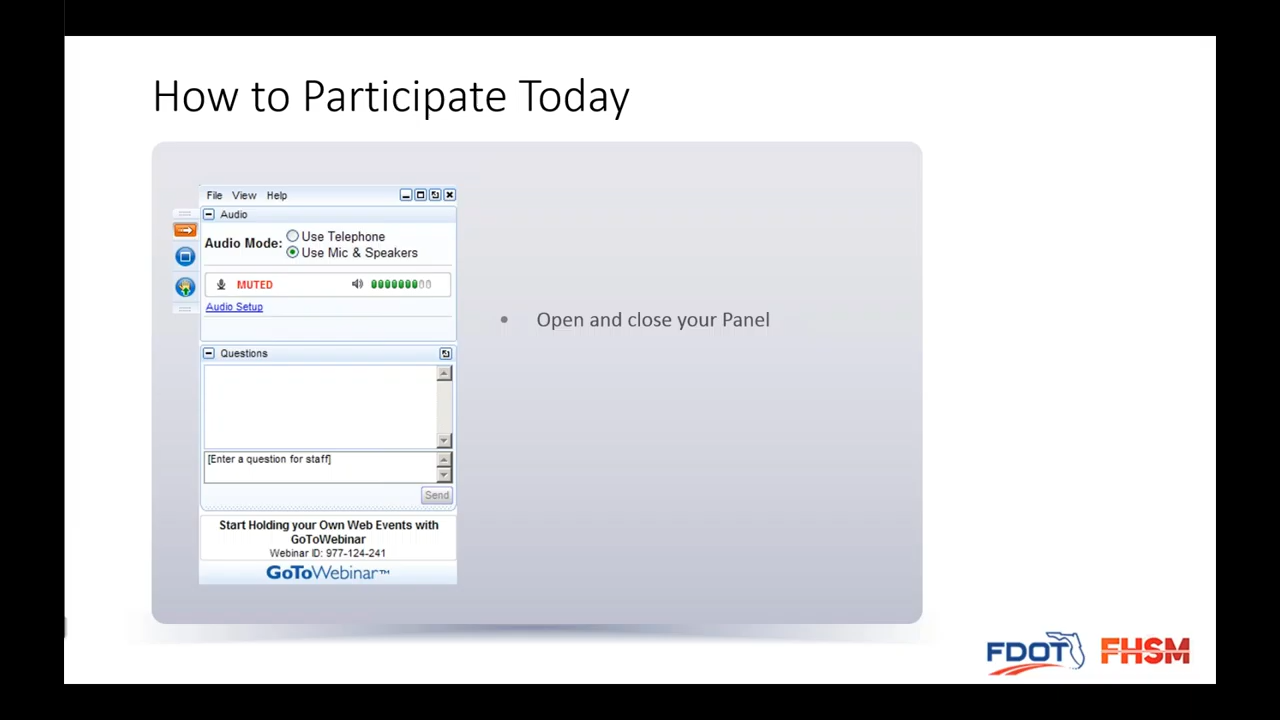 How to Participate Today
File View Help
Audio
Audio Mode:
Use Telephone
Use Mic & Speakers
MUTED
Audio Setup
Questions
[Enter a question for staff]
Send
Start Holding your Own Web Events with
GoToWebinar
Webinar ID: 977-124-241
GoToWebinar™
• Open and close your Panel
FDOT
FHSM